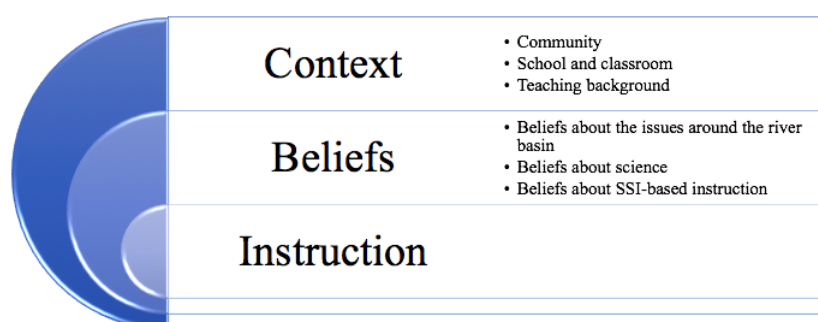 Context
• Community
• School and classroom
• Teaching background
Beliefs
• Beliefs about the issues around the river
basin
• Beliefs about science
• Beliefs about SSI-based instruction
Instruction